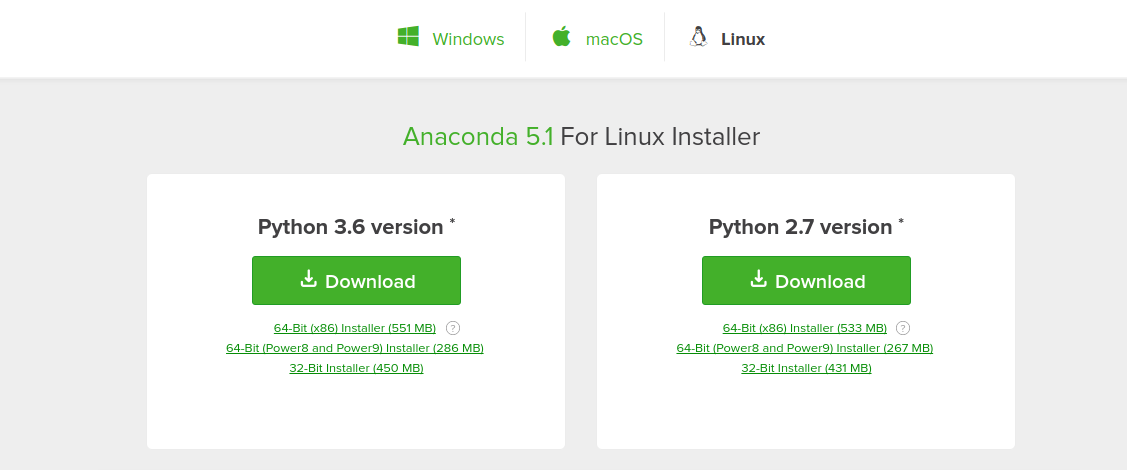 Windows
macOS
Linux
Anaconda 5.1 For Linux Installer
Python 3.6 version *
Download
64-Bit (x86) Installer (551 MB) ?
64-Bit (Power8 and Power9) Installer (286 MB)
32-Bit Installer (450 MB)
Python 2.7 version *
Download
64-Bit (x86) Installer (533 MB) ?
64-Bit (Power8 and Power9) Installer (267 MB)
32-Bit Installer (431 MB)